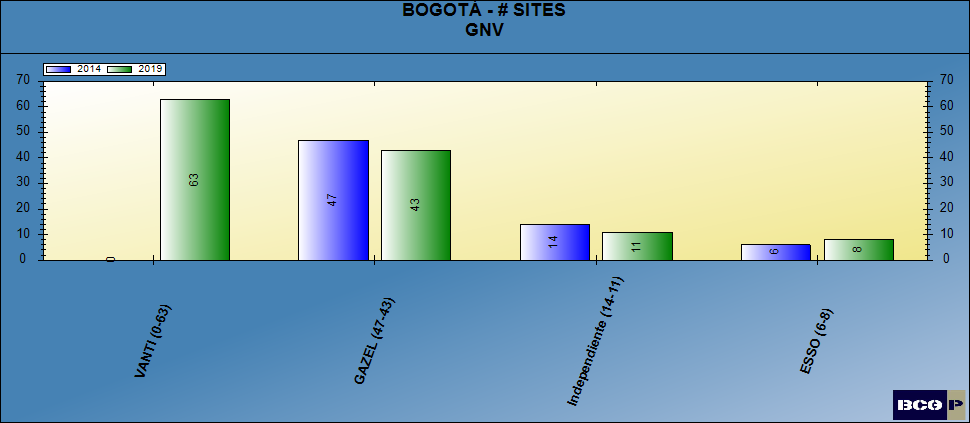 BOGOTÁ - # SITES
GNV
2014 2019
70 70
60 60
50 50
40 40
30 30
20 20
10 10
0 0
0 63 47 43 14 11 6 8
VANTI (0-63)
GAZEL (47-43)
Independiente (14-11)
ESSO (6-8)
BCG P